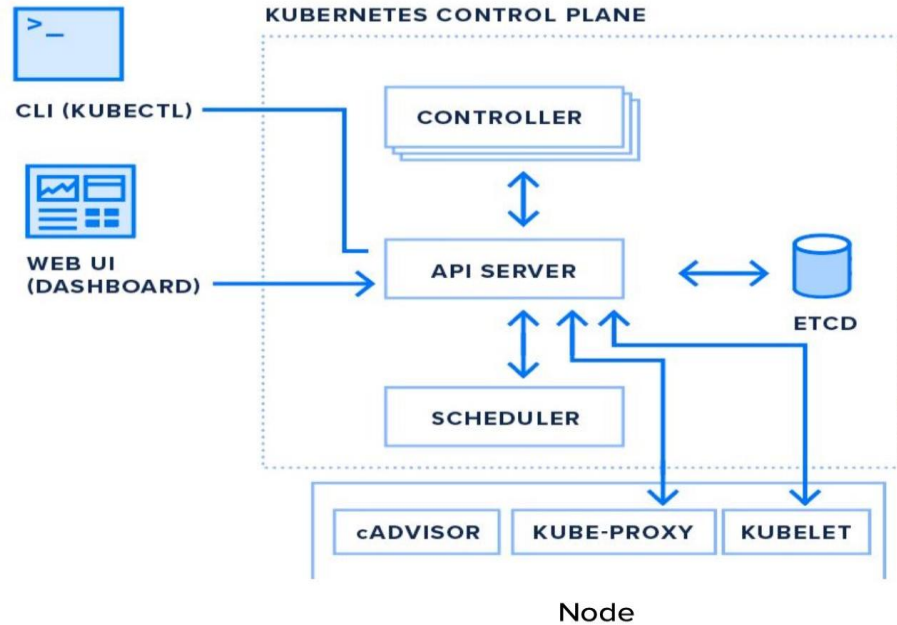 KUBERNETES CONTROL PLANE
>_
CLI (KUBECTL)
CONTROLLER
WEB UI
(DASHBOARD)
API SERVER
ETCD
SCHEDULER
cADVISOR
KUBE-PROXY
KUBELET
Node